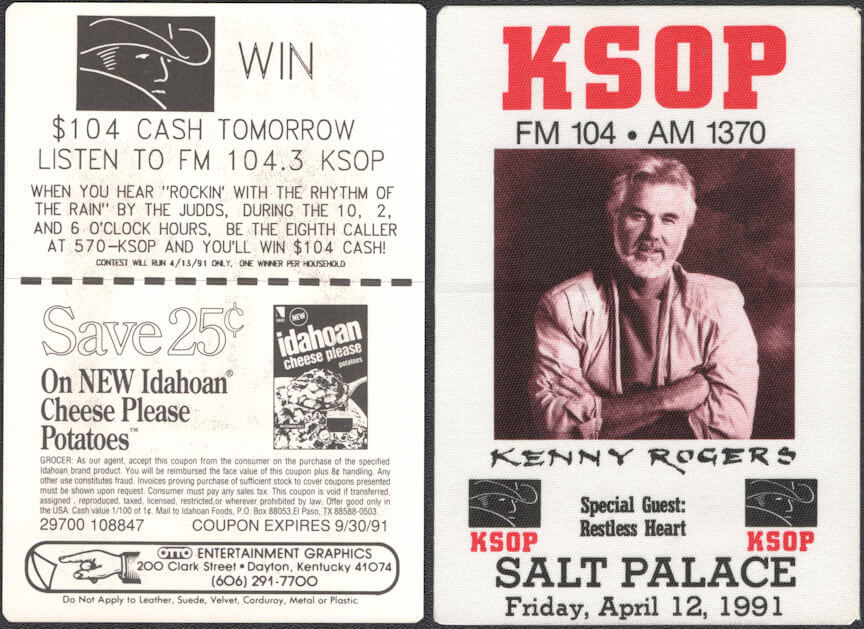 WIN
$104 CASH TOMORROW
LISTEN TO FM 104.3 KSOP
WHEN YOU HEAR "ROCKIN' WITH THE RHYTHM OF
THE RAIN" BY THE JUDDS, DURING THE 10, 2,
AND 6 O'CLOCK HOURS, BE THE EIGHTH CALLER
AT 570-KSOP AND YOU'LL WIN $104 CASH!
CONTEST WILL RUN 4/13/91 ONLY, ONE WINNER PER HOUSEHOLD
Save 25¢
On NEW Idahoan®
Cheese Please
Potatoes™
NEW
idahoan
cheese please
potatoes
GROCER: As our agent, accept this coupon from the consumer on the purchase of the specified
Idahoan brand product. You will be reimbursed the face value of this coupon plus 8¢ handling. Any
other use constitutes fraud. Invoices proving purchase of sufficient stock to cover coupons presented
must be shown upon request. Consumer must pay any sales tax. This coupon is void if transferred,
assigned, reproduced, taxed, licensed, restricted or wherever prohibited by law. Offer good only in
the USA. Cash value 1/100 of 1¢. Mail to Idahoan Foods, P.O. Box 88053, El Paso, TX 88588-0503.
29700 108847 COUPON EXPIRES 9/30/91
OTTO ENTERTAINMENT GRAPHICS
200 Clark Street • Dayton, Kentucky 41074
(606) 291-7700
Do Not Apply to Leather, Suede, Velvet, Corduroy, Metal or Plastic.
KSOP
FM 104 • AM 1370
KENNY ROGERS
KSOP
Special Guest:
Restless Heart
KSOP
SALT PALACE
Friday, April 12, 1991